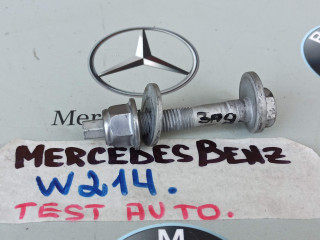 Mer
399
MERCEDES BENZ
W214.
TEST AUTO.